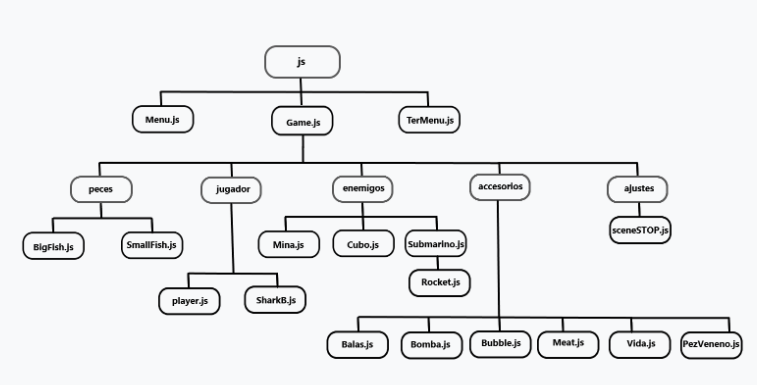 js
Menu.js
Game.js
TerMenu.js
peces
jugador
enemigos
accesorios
ajustes
BigFish.js
SmallFish.js
Mina.js
Cubo.js
Submarino.js
sceneSTOP.js
Rocket.js
player.js
SharkB.js
Balas.js
Bomba.js
Bubble.js
Meat.js
Vida.js
PezVeneno.js